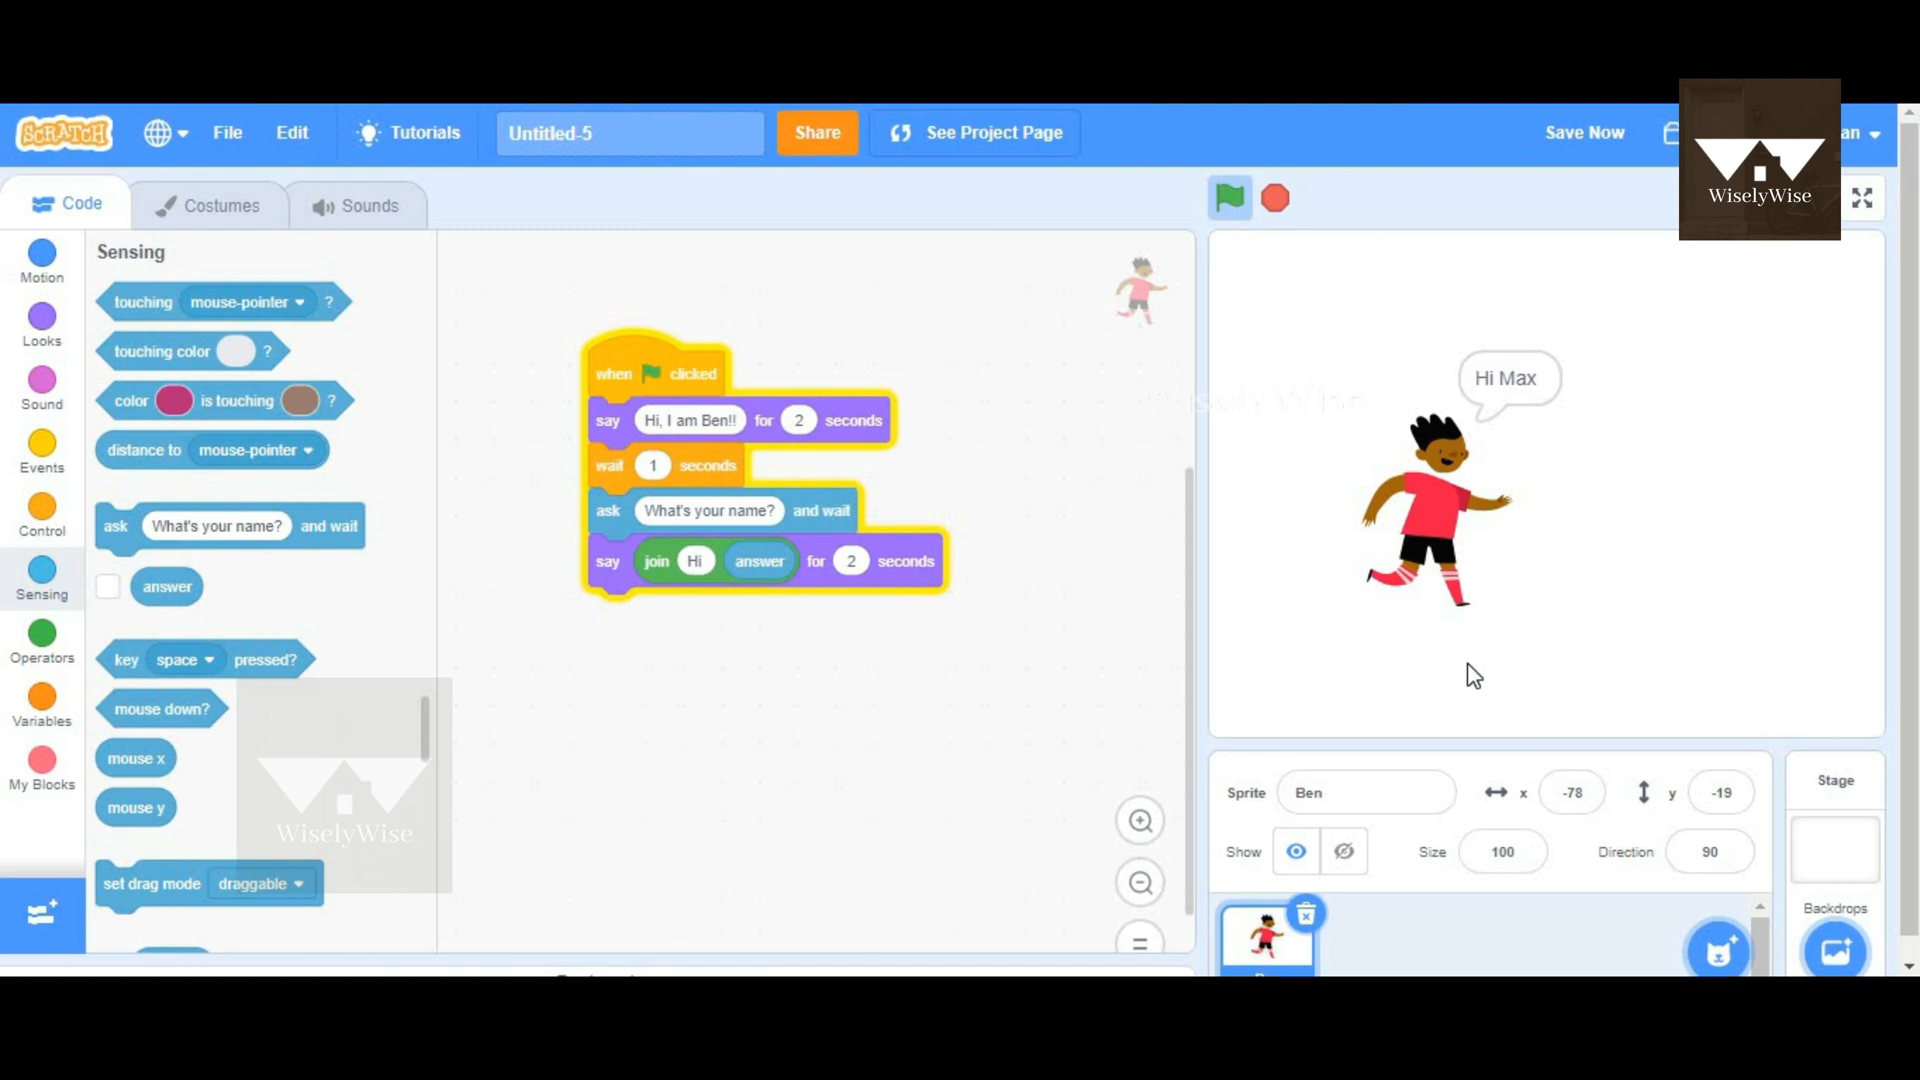 SCRATCH
File
Edit
Tutorials
Untitled-5
Share
See Project Page
Save Now
an
WiselyWise
Code
Costumes
Sounds
Motion
Looks
Sound
Events
Control
Sensing
Operators
Variables
My Blocks
Sensing
touching mouse-pointer ?
touching color ?
color is touching ?
distance to mouse-pointer
ask What's your name? and wait
answer
key space pressed?
mouse down?
mouse x
mouse y
set drag mode draggable
WiselyWise
when clicked
say Hi, I am Ben!! for 2 seconds
wait 1 seconds
ask What's your name? and wait
say join Hi answer for 2 seconds
Hi Max
Sprite Ben x -78 y -19
Show Size 100 Direction 90
Stage
Backdrops